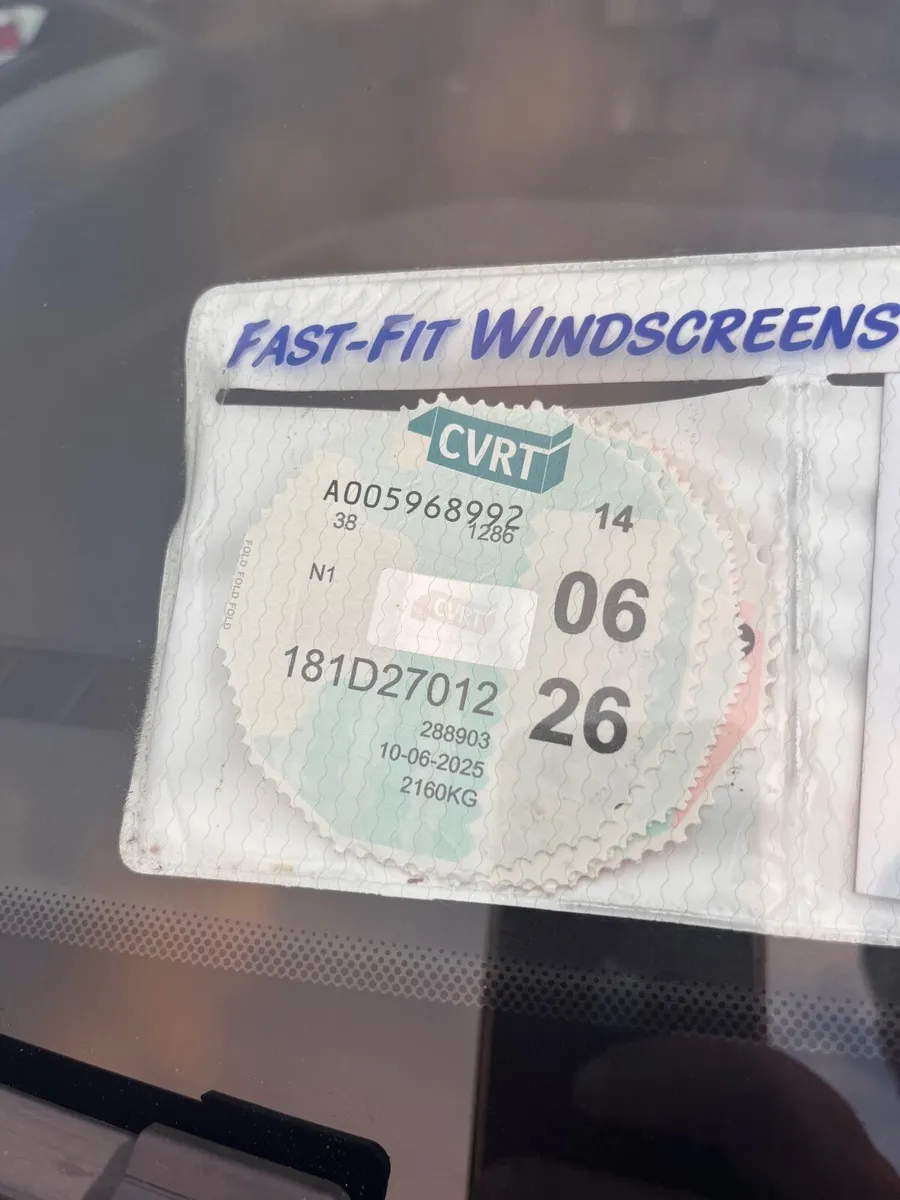 FAST-FIT WINDSCREENS
CVRT
A005968992 14
38 1286
N1 06
181D27012 26
288903
10-06-2025
2160KG
FOLD FOLD FOLD